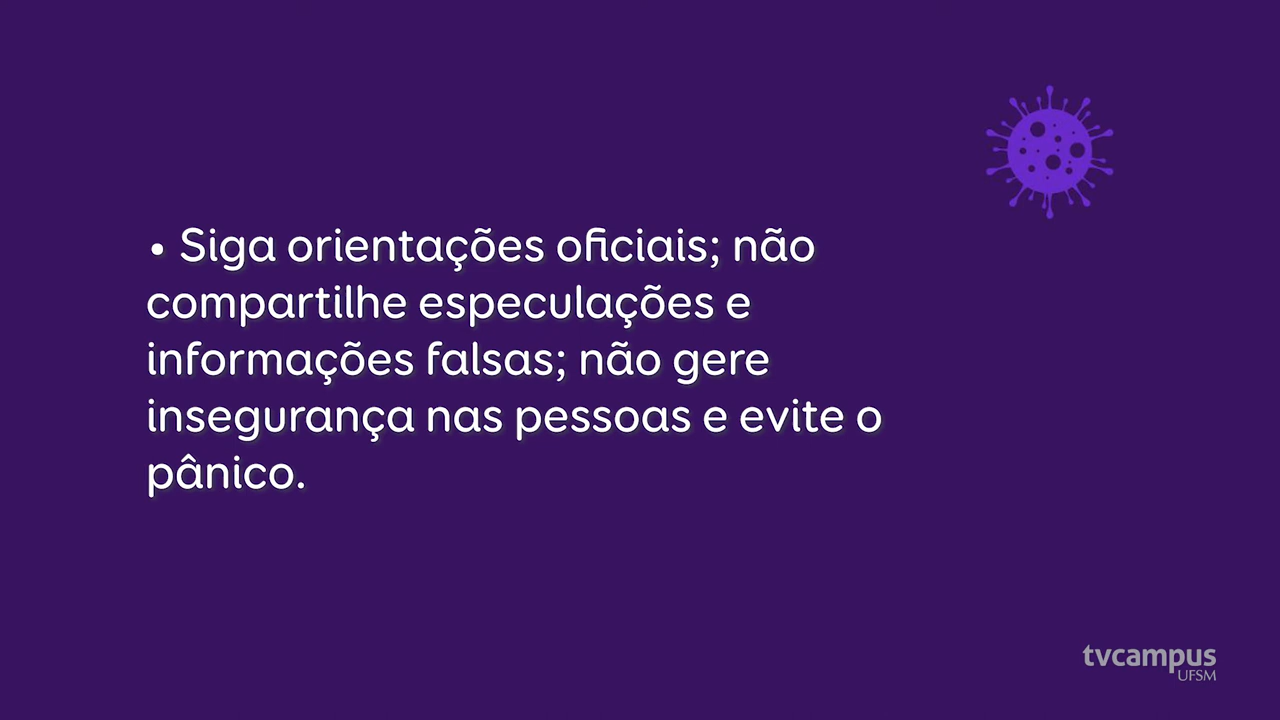 • Siga orientações oficiais; não
compartilhe especulações e
informações falsas; não gere
insegurança nas pessoas e evite o
pânico.
tvcampus
UFSM